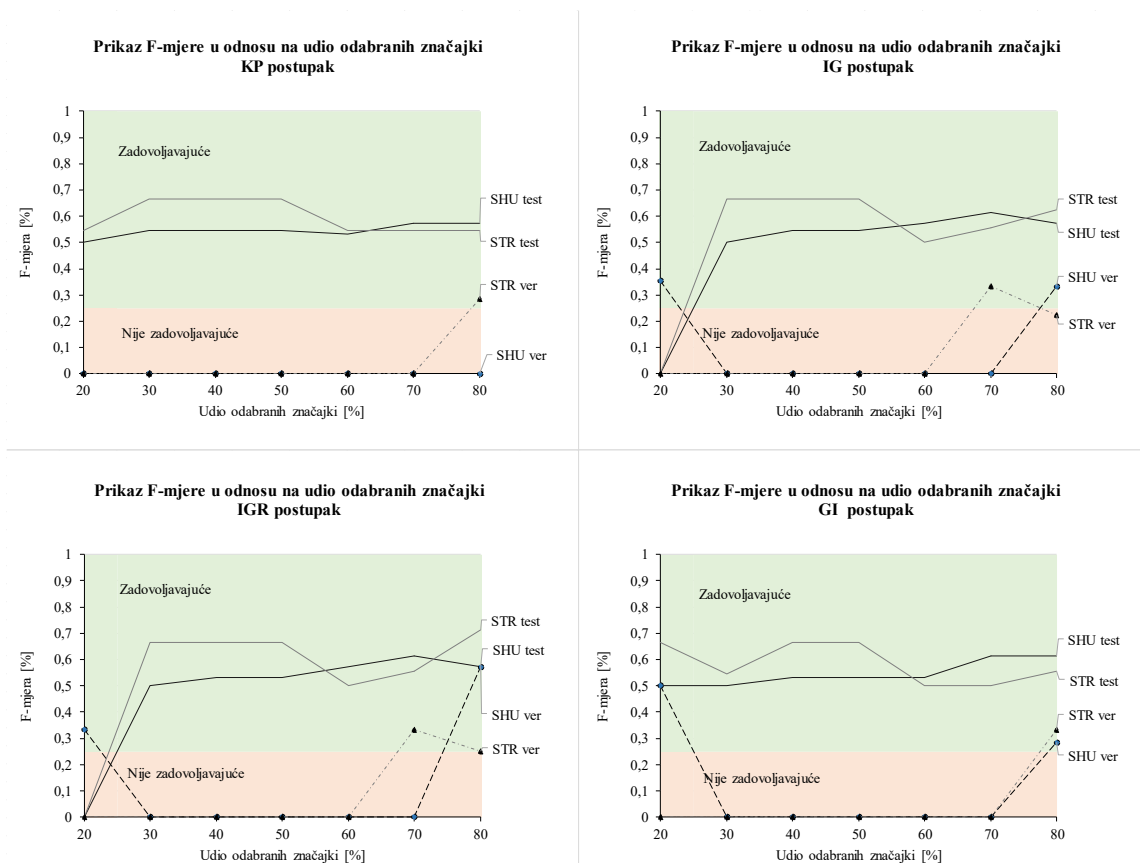 Prikaz F-mjere u odnosu na udio odabranih značajki
KP postupak
1
0,9
0,8
0,7
0,6
0,5
0,4
0,3
0,2
0,1
0
F-mjera [%]
Zadovoljavajuće
Nije zadovoljavajuće
SHU test
STR test
STR ver
SHU ver
20 30 40 50 60 70 80
Udio odabranih značajki [%]
Prikaz F-mjere u odnosu na udio odabranih značajki
IG postupak
1
0,9
0,8
0,7
0,6
0,5
0,4
0,3
0,2
0,1
0
F-mjera [%]
Zadovoljavajuće
Nije zadovoljavajuće
STR test
SHU test
SHU ver
STR ver
20 30 40 50 60 70 80
Udio odabranih značajki [%]
Prikaz F-mjere u odnosu na udio odabranih značajki
IGR postupak
1
0,9
0,8
0,7
0,6
0,5
0,4
0,3
0,2
0,1
0
F-mjera [%]
Zadovoljavajuće
Nije zadovoljavajuće
STR test
SHU test
SHU ver
STR ver
20 30 40 50 60 70 80
Udio odabranih značajki [%]
Prikaz F-mjere u odnosu na udio odabranih značajki
GI postupak
1
0,9
0,8
0,7
0,6
0,5
0,4
0,3
0,2
0,1
0
F-mjera [%]
Zadovoljavajuće
Nije zadovoljavajuće
SHU test
STR test
STR ver
SHU ver
20 30 40 50 60 70 80
Udio odabranih značajki [%]